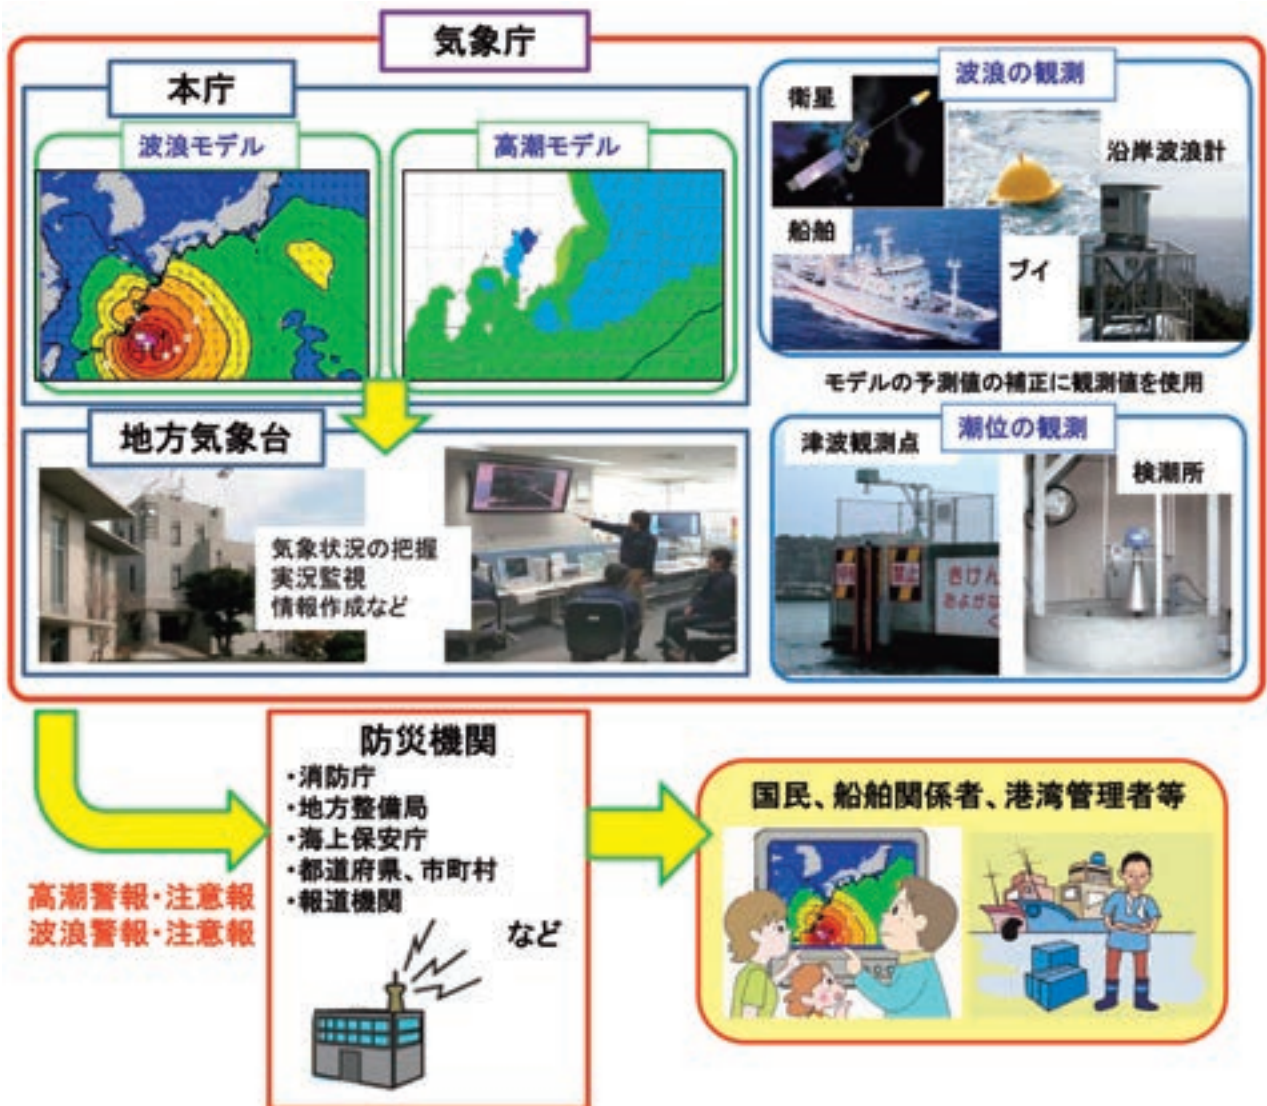 気象庁
本庁
波浪モデル
高潮モデル
波浪の観測
衛星
沿岸波浪計
船舶
ブイ
モデルの予測値の補正に観測値を使用
地方気象台
気象状況の把握
実況監視
情報作成など
潮位の観測
津波観測点
検潮所
禁止
きけん
およがな
く
防災機関
・消防庁
・地方整備局
・海上保安庁
・都道府県、市町村
・報道機関
など
高潮警報・注意報
波浪警報・注意報
国民、船舶関係者、港湾管理者等